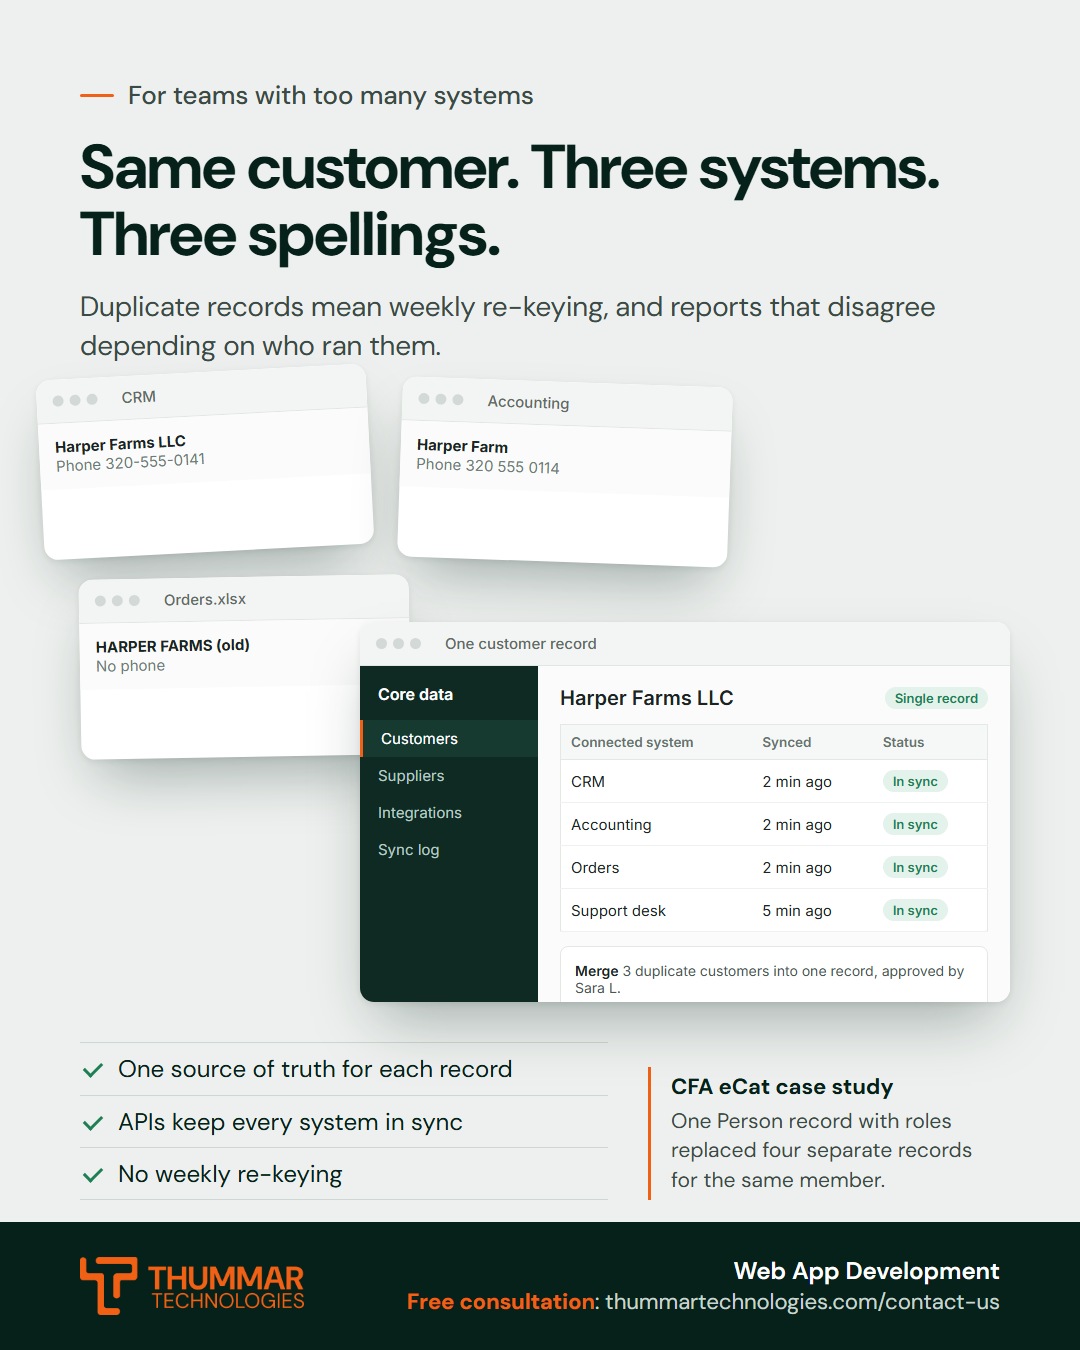 For teams with too many systems
Same customer. Three systems.
Three spellings.
Duplicate records mean weekly re-keying, and reports that disagree
depending on who ran them.
CRM
Harper Farms LLC
Phone 320-555-0141
Accounting
Harper Farm
Phone 320 555 0114
Orders.xlsx
HARPER FARMS (old)
No phone
One customer record
Core data
Customers
Suppliers
Integrations
Sync log
Harper Farms LLC
Single record
Connected system Synced Status
CRM 2 min ago In sync
Accounting 2 min ago In sync
Orders 2 min ago In sync
Support desk 5 min ago In sync
Merge 3 duplicate customers into one record, approved by
Sara L.
One source of truth for each record
APIs keep every system in sync
No weekly re-keying
CFA eCat case study
One Person record with roles
replaced four separate records
for the same member.
THUMMAR
TECHNOLOGIES
Web App Development
Free consultation: thummartechnologies.com/contact-us